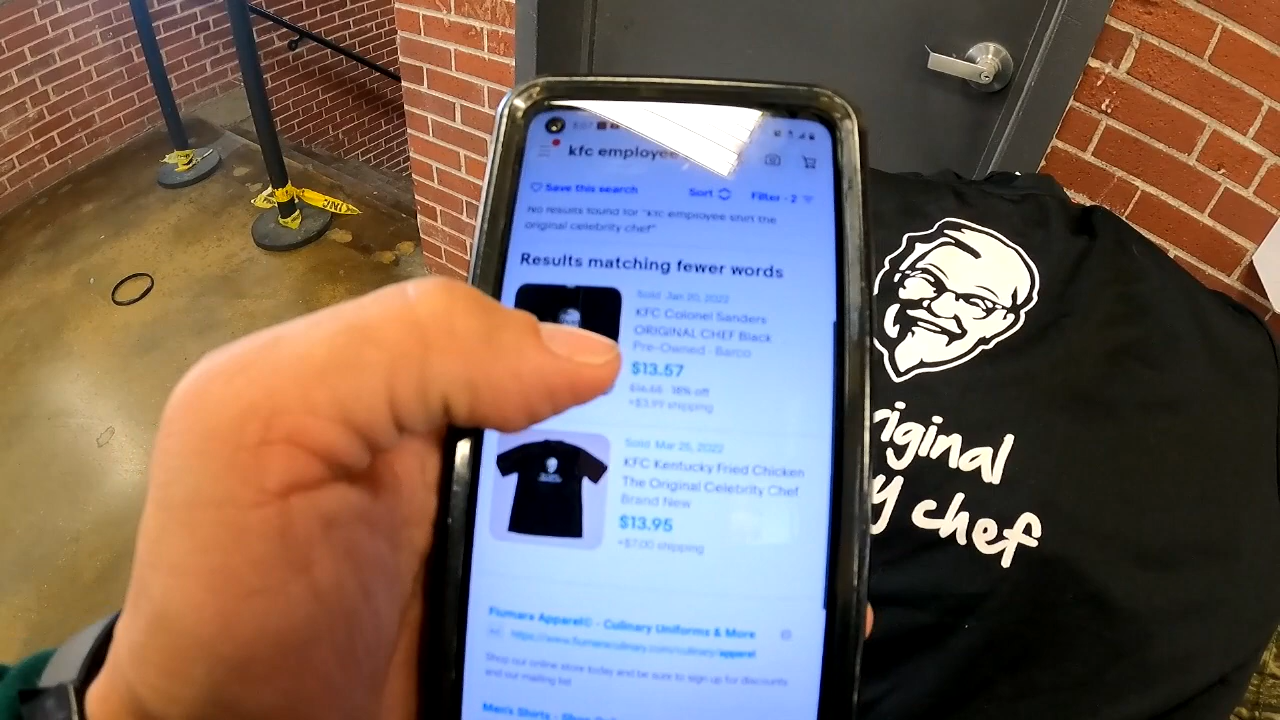 kfc employee
Save this search
Sort
Filter - 2
No results found for "kfc employee shirt the
original celebrity chef"
Results matching fewer words
Sold Jan 20, 2022
KFC Colonel Sanders
ORIGINAL CHEF Black
Pre-Owned · Barco
$13.57
18% off
+$3.99 shipping
Sold Mar 26, 2022
KFC Kentucky Fried Chicken
The Original Celebrity Chef
Brand New
$13.95
+$7.00 shipping
Fiumara Apparel© - Culinary Uniforms & More
https://www.fiumaraculinary.com/culinary/apparel
Shop our online store today and be sure to sign up for discounts
and our mailing list
Men's Shorts -
riginal
y chef